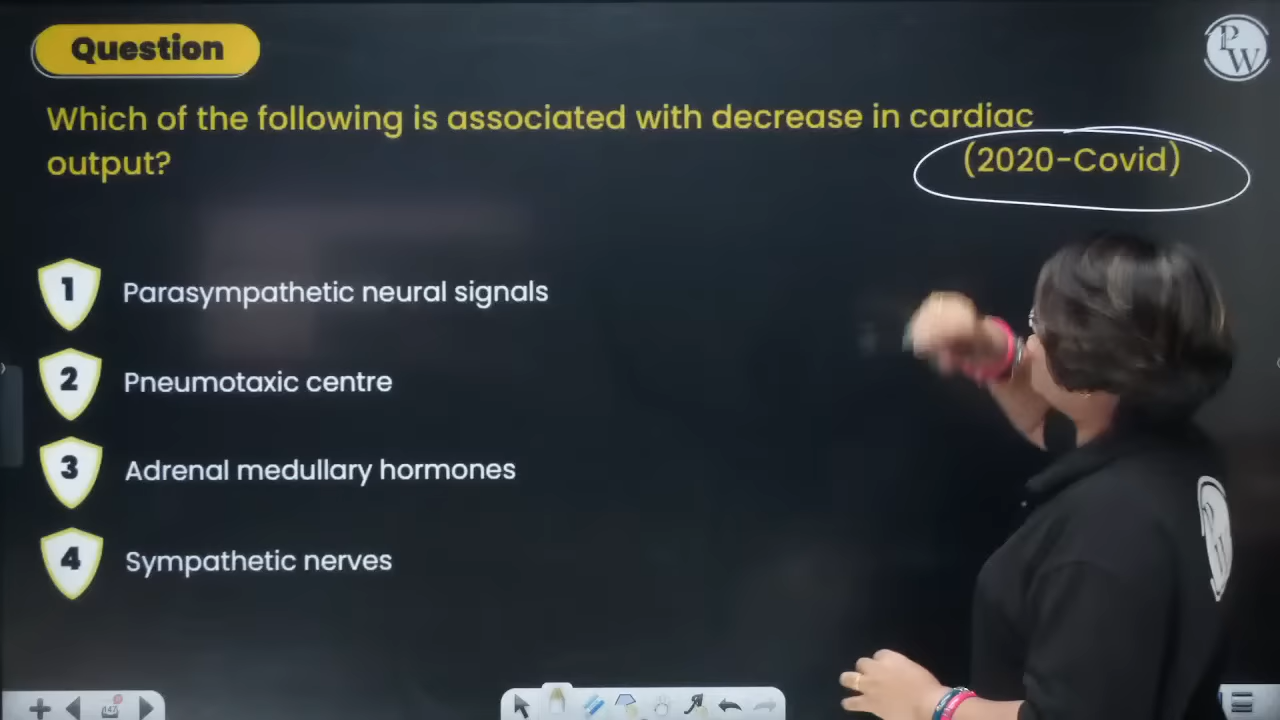 Question
PW
Which of the following is associated with decrease in cardiac
output?
(2020-Covid)
1 Parasympathetic neural signals
2 Pneumotaxic centre
3 Adrenal medullary hormones
4 Sympathetic nerves